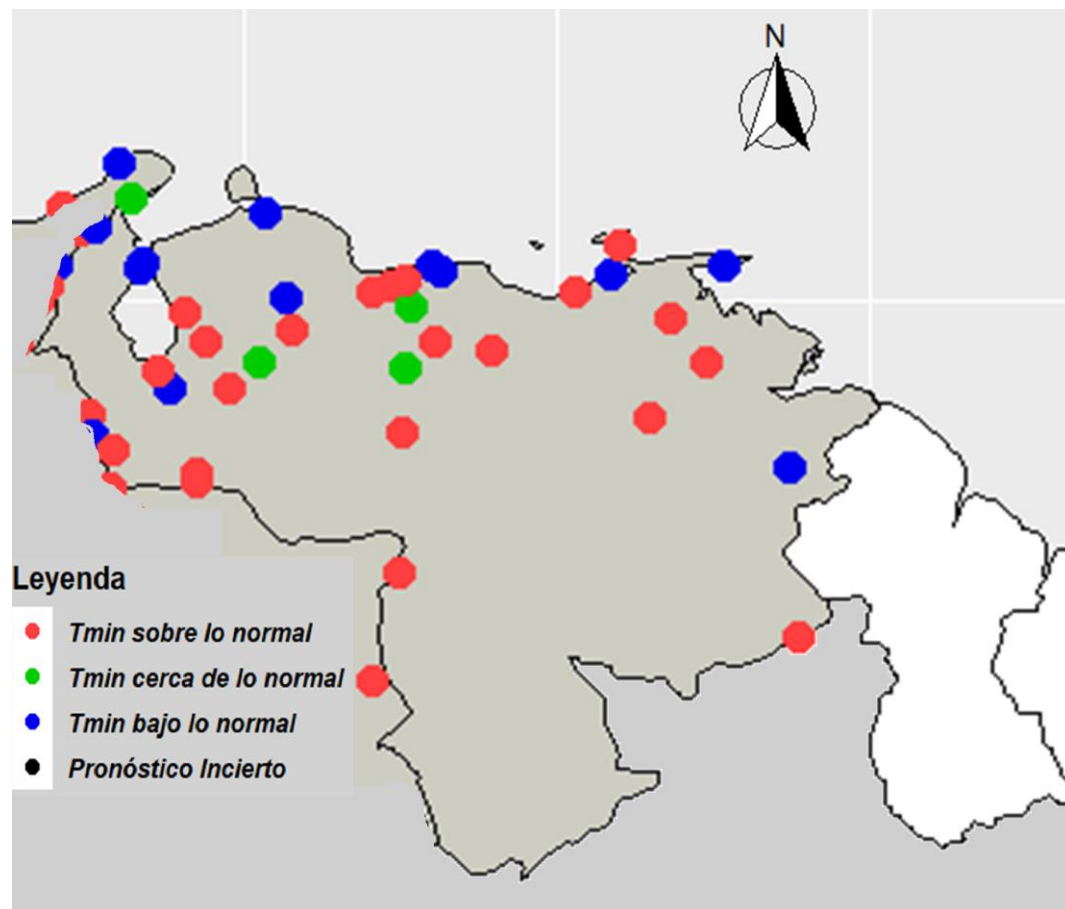 N
Leyenda
Tmin sobre lo normal
Tmin cerca de lo normal
Tmin bajo lo normal
Pronóstico Incierto